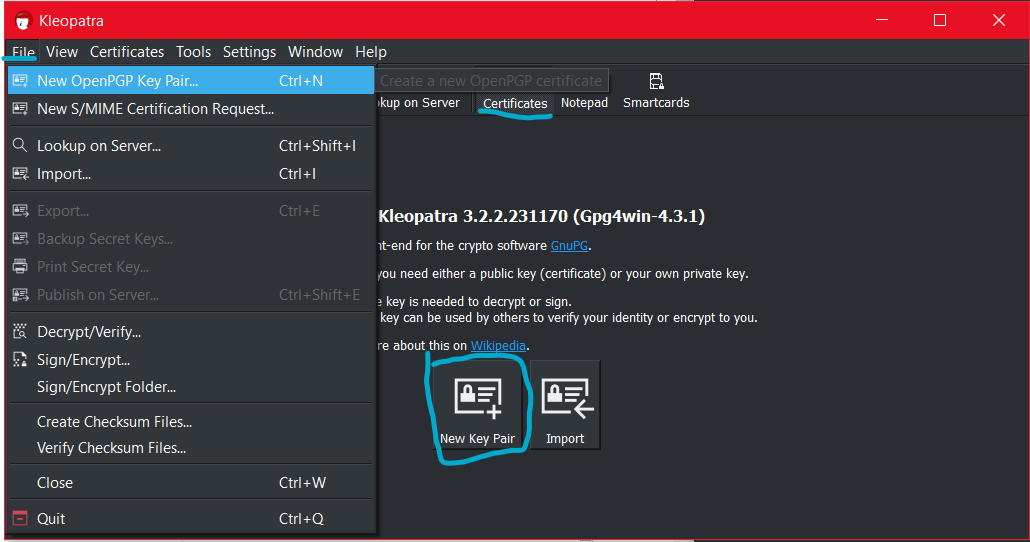 Kleopatra
File View Certificates Tools Settings Window Help
New OpenPGP Key Pair... Ctrl+N
Create a new OpenPGP certificate
New S/MIME Certification Request...
on Server Certificates Notepad Smartcards
Lookup on Server... Ctrl+Shift+I
Import... Ctrl+I
Export... Ctrl+E
Backup Secret Keys...
Print Secret Key...
Publish on Server... Ctrl+Shift+E
Decrypt/Verify...
Sign/Encrypt...
Sign/Encrypt Folder...
Create Checksum Files...
Verify Checksum Files...
Close Ctrl+W
Quit Ctrl+Q
Kleopatra 3.2.2.231170 (Gpg4win-4.3.1)
for the crypto software GnuPG.
you need either a public key (certificate) or your own private key.
key is needed to decrypt or sign.
key can be used by others to verify your identity or encrypt to you.
about this on Wikipedia.
New Key Pair Import